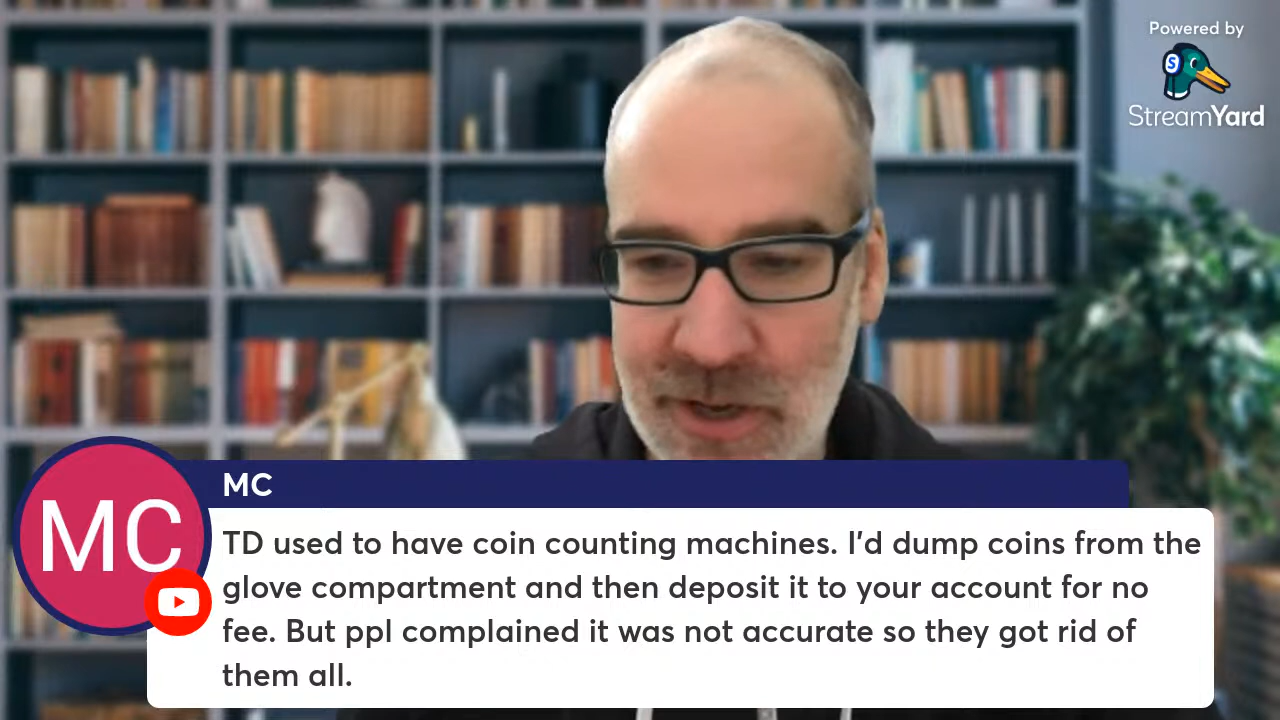 Powered by
S
StreamYard
MC
MC
TD used to have coin counting machines. I'd dump coins from the
glove compartment and then deposit it to your account for no
fee. But ppl complained it was not accurate so they got rid of
them all.